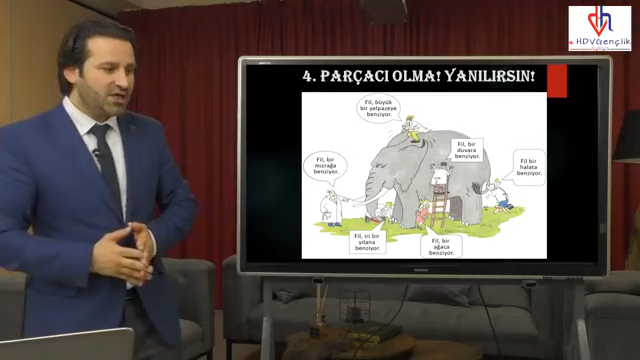 HDVGençlik
4. PARÇACI OLMA! YANILIRSIN!
Fil, büyük
bir yelpazeye
benziyor.
Fil, bir
duvara
benziyor.
Fil, bir
mızrağa
benziyor.
Fil bir
halata
benziyor.
Fil, iri bir
yılana
benziyor.
Fil, bir
ağaca
benziyor.